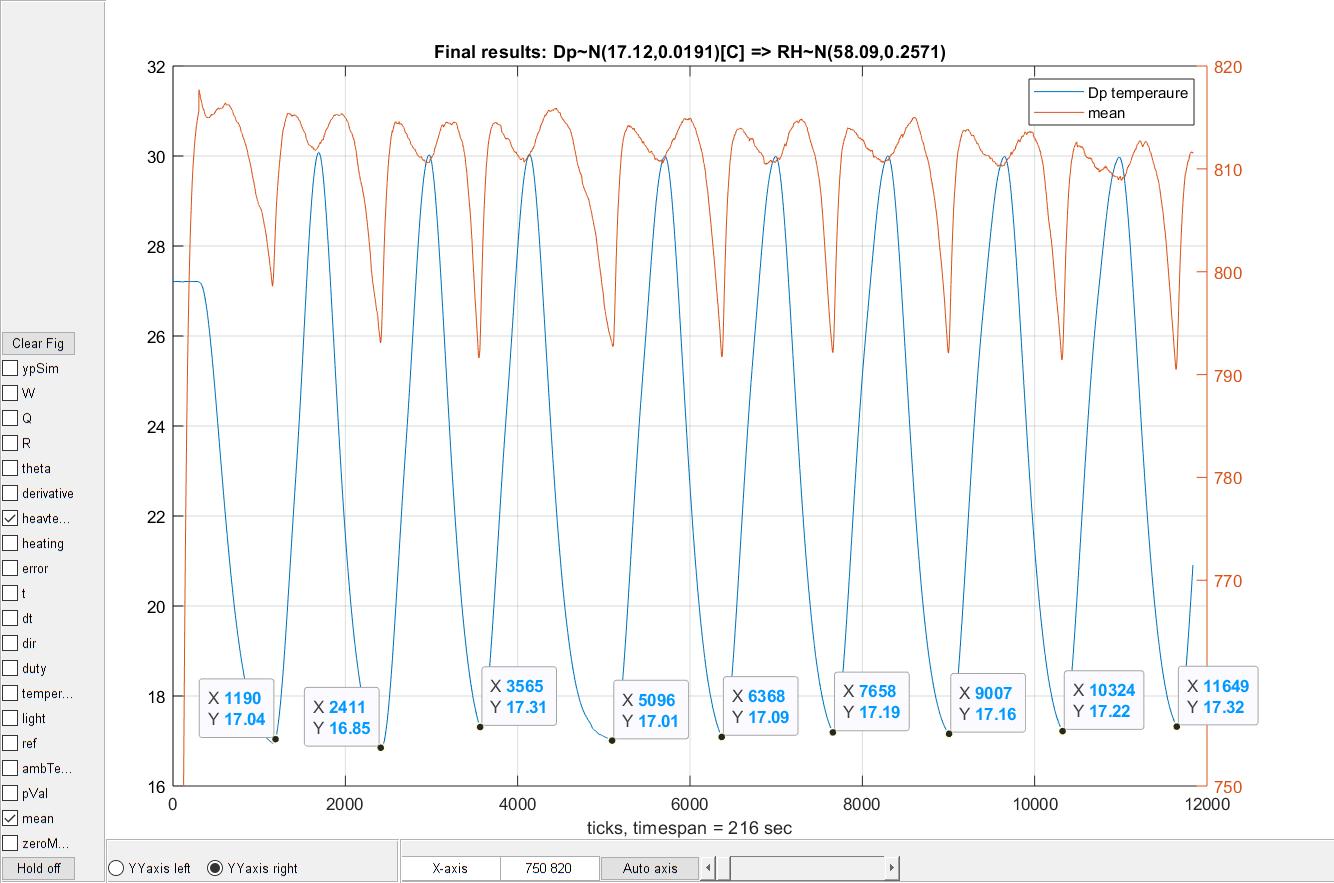 Final results: Dp~N(17.12,0.0191)[C] => RH~N(58.09,0.2571)
32
30
28
26
24
22
20
18
16
820
810
800
790
780
770
750
Dp temperaure
mean
X 1190
Y 17.04
X 2411
Y 16.85
X 3565
Y 17.31
X 5096
Y 17.01
X 6368
Y 17.09
X 7658
Y 17.19
X 9007
Y 17.16
X 10324
Y 17.22
X 11649
Y 17.32
0
2000
4000
6000
8000
10000
12000
ticks, timespan = 216 sec
Clear Fig
ypSim
W
Q
R
theta
derivative
heavte...
heating
error
t
dt
dir
duty
temper...
light
ref
ambTe...
pVal
mean
zeroM...
Hold off
YYaxis left
YYaxis right
X-axis
750 820
Auto axis